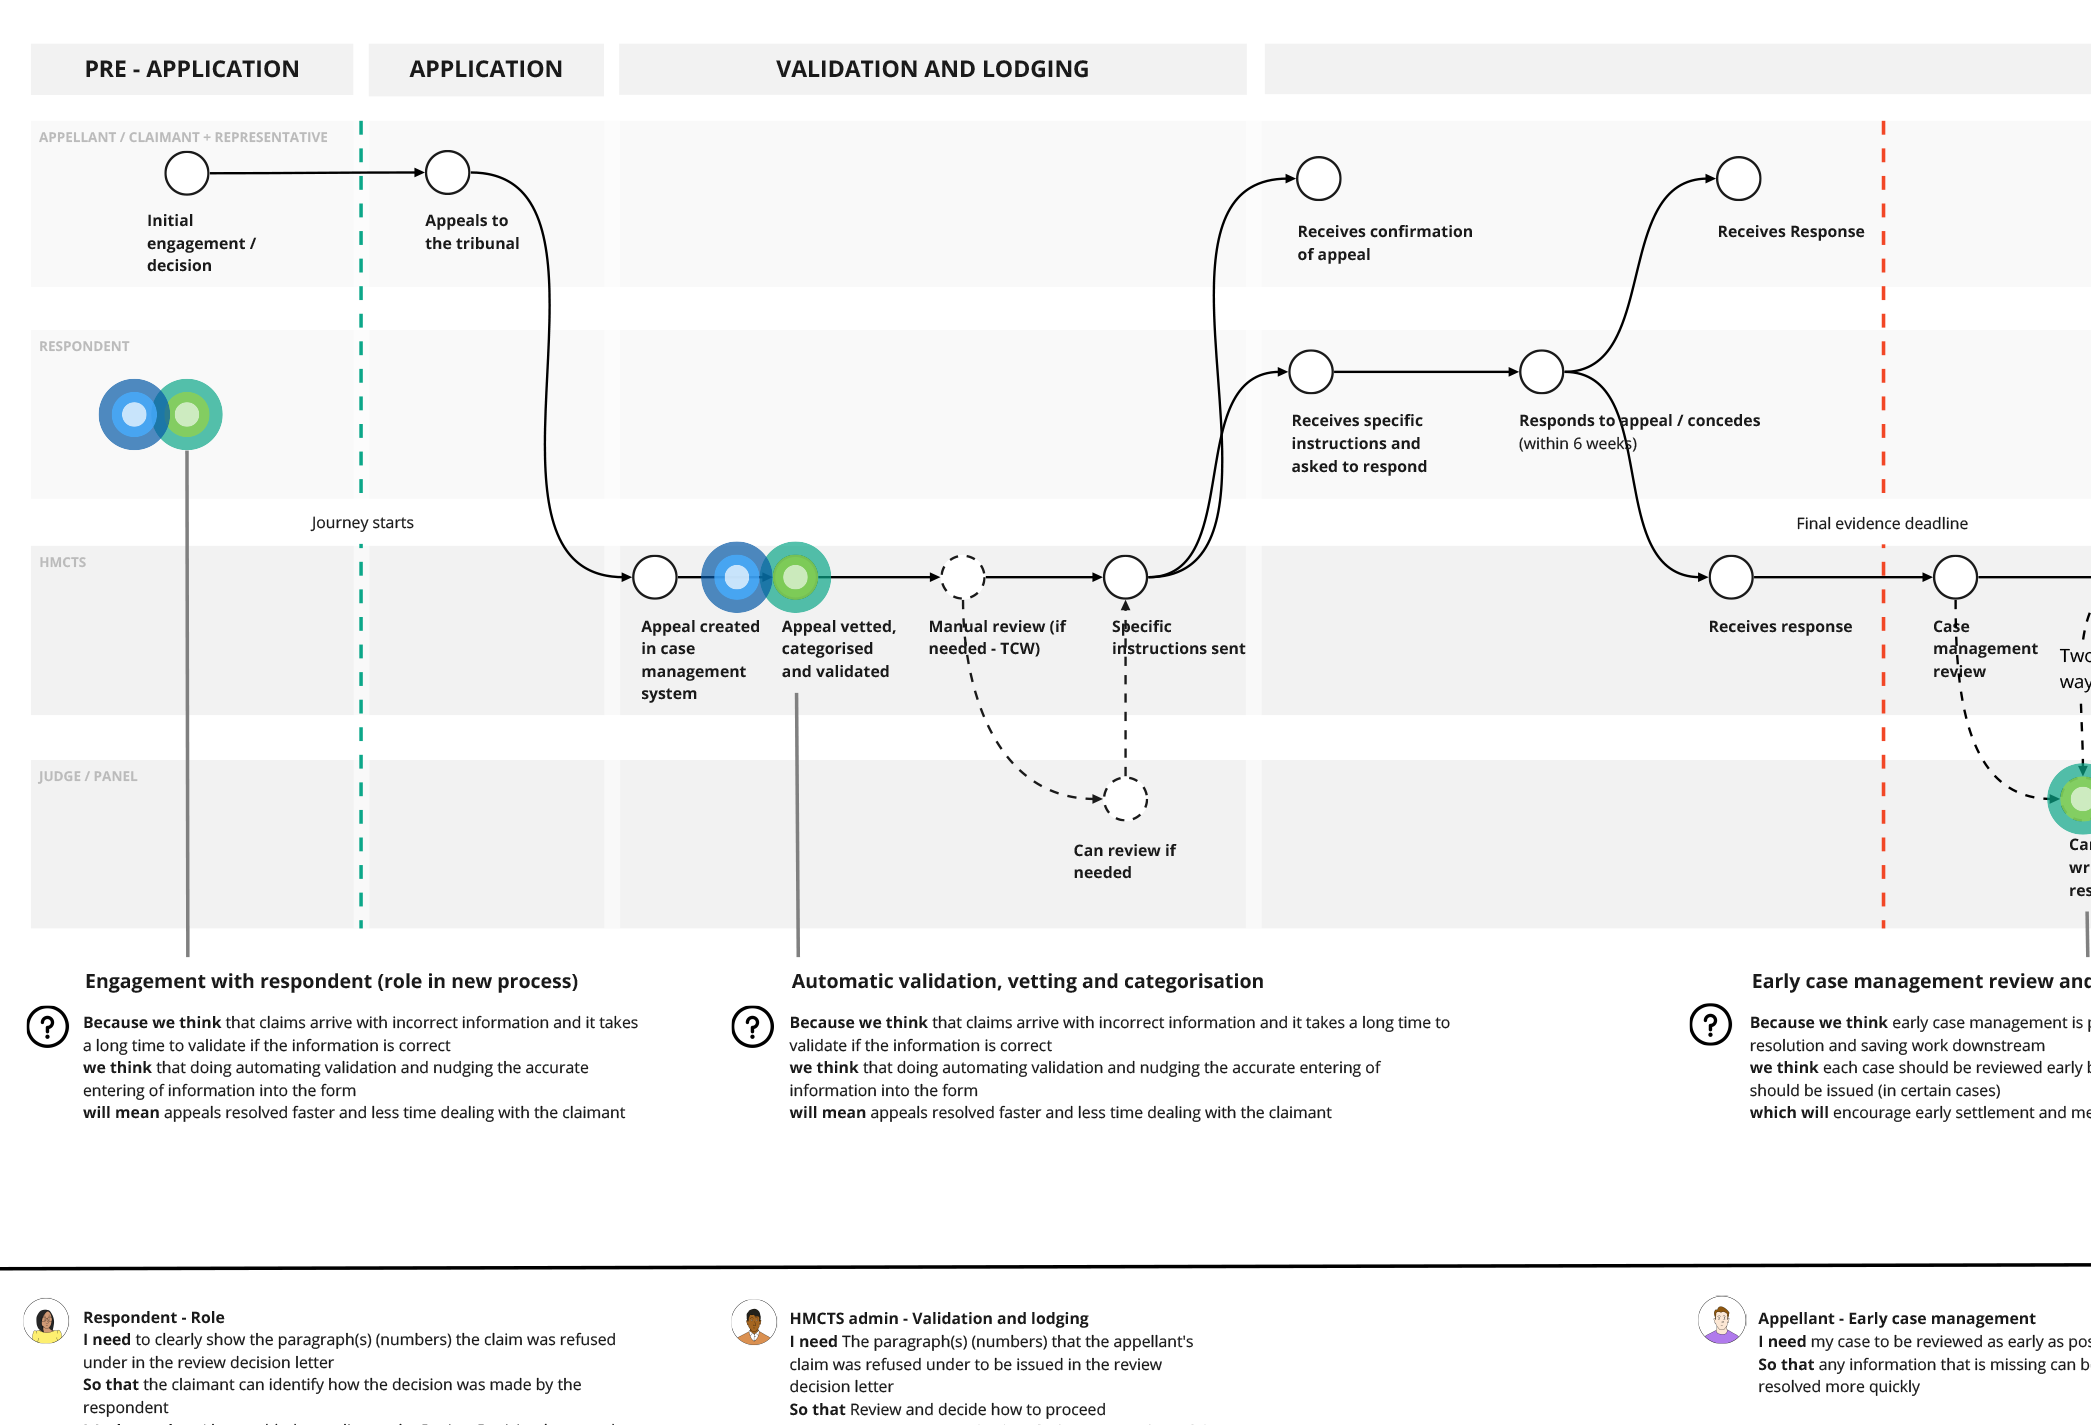 PRE - APPLICATION
APPLICATION
VALIDATION AND LODGING
APPELLANT / CLAIMANT + REPRESENTATIVE
Initial
engagement /
decision
Appeals to
the tribunal
Receives confirmation
of appeal
Receives Response
RESPONDENT
Receives specific
instructions and
asked to respond
Responds to appeal / concedes
(within 6 weeks)
Journey starts
Final evidence deadline
HMCTS
Appeal created
in case
management
system
Appeal vetted,
categorised
and validated
Manual review (if
needed - TCW)
Specific
instructions sent
Receives response
Case
management
review
Two
way
JUDGE / PANEL
Can review if
needed
Engagement with respondent (role in new process)
Because we think that claims arrive with incorrect information and it takes
a long time to validate if the information is correct
we think that doing automating validation and nudging the accurate
entering of information into the form
will mean appeals resolved faster and less time dealing with the claimant
Automatic validation, vetting and categorisation
Because we think that claims arrive with incorrect information and it takes a long time to
validate if the information is correct
we think that doing automating validation and nudging the accurate entering of
information into the form
will mean appeals resolved faster and less time dealing with the claimant
Early case management review and
Because we think early case management is
resolution and saving work downstream
we think each case should be reviewed early
should be issued (in certain cases)
which will encourage early settlement and
Respondent - Role
I need to clearly show the paragraph(s) (numbers) the claim was refused
under in the review decision letter
So that the claimant can identify how the decision was made by the
respondent
HMCTS admin - Validation and lodging
I need The paragraph(s) (numbers) that the appellant's
claim was refused under to be issued in the review
decision letter
So that Review and decide how to proceed
Appellant - Early case management
I need my case to be reviewed as early as
So that any information that is missing can
resolved more quickly